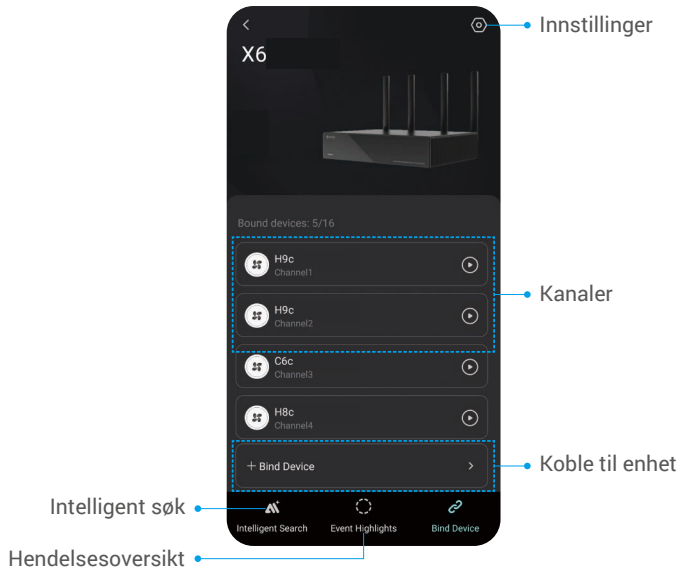 Innstillinger
X6
Bound devices: 5/16
H9c
Channel1
Kanaler
H9c
Channel2
C6c
Channel3
H8c
Channel4
+ Bind Device
Koble til enhet
Intelligent søk
Intelligent Search
Event Highlights
Bind Device
Hendelsesoversikt